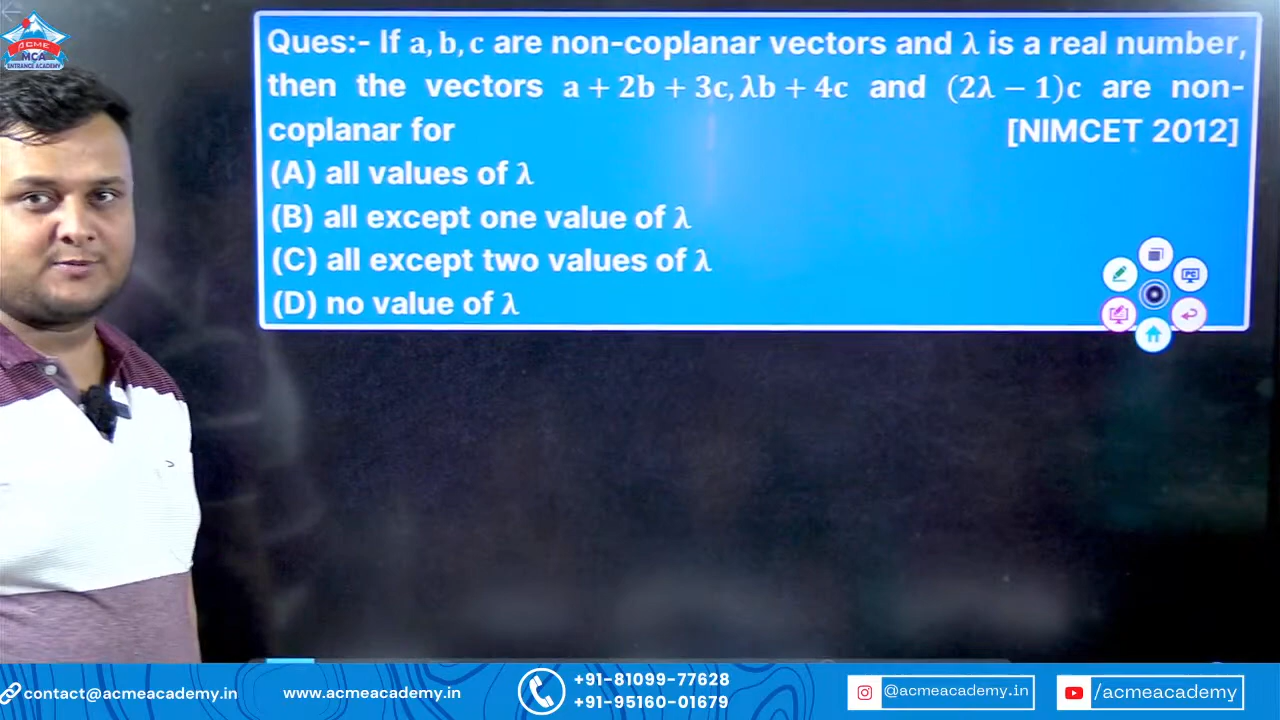 ACME
MCA
ENTRANCE ACADEMY
Ques:- If a, b, c are non-coplanar vectors and λ is a real number,
then the vectors a + 2b + 3c, λb + 4c and (2λ − 1)c are non-
coplanar for [NIMCET 2012]
(A) all values of λ
(B) all except one value of λ
(C) all except two values of λ
(D) no value of λ
PC
contact@acmeacademy.in
www.acmeacademy.in
+91-81099-77628
+91-95160-01679
@acmeacademy.in
/acmeacademy